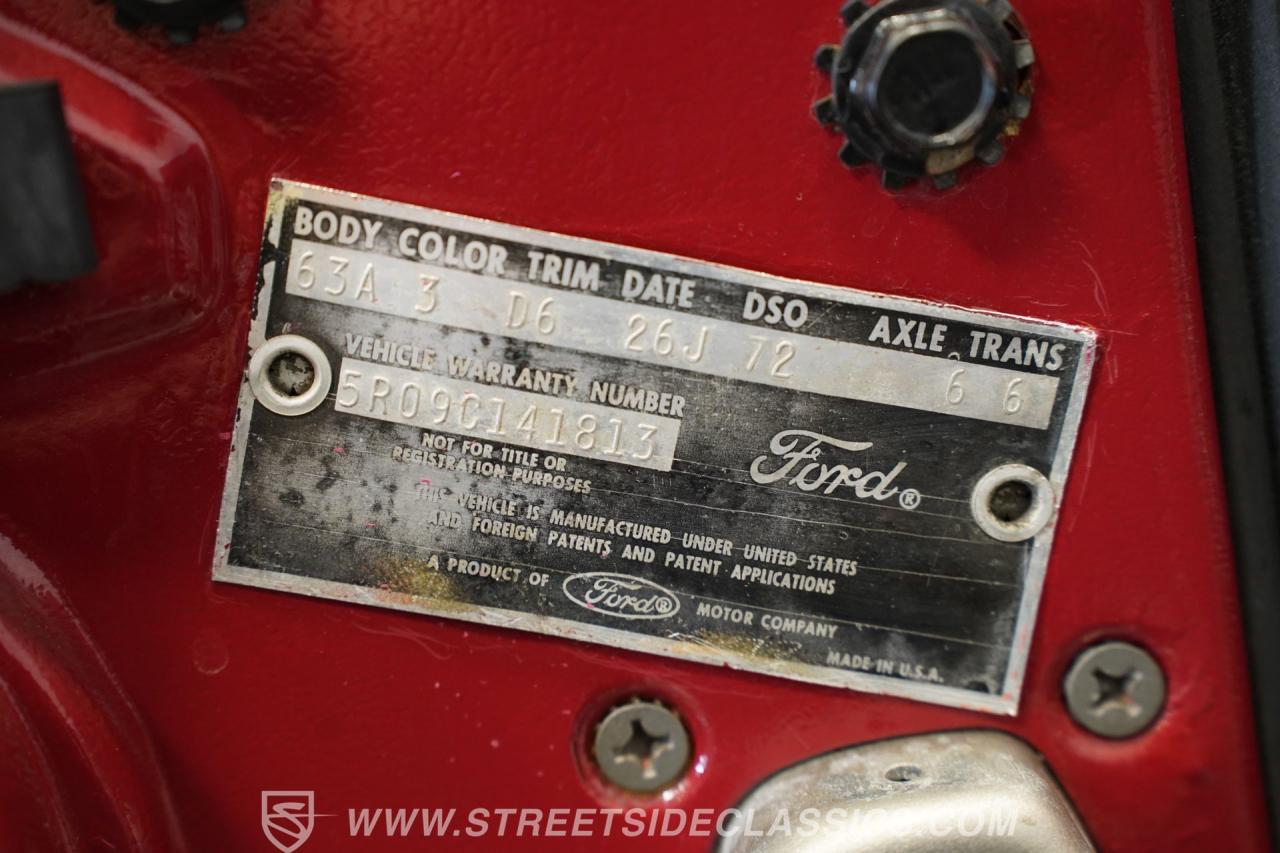 BODY COLOR TRIM DATE DSO AXLE TRANS
63A 3 D6 26J 72 6 6
VEHICLE WARRANTY NUMBER
5R09C141813
NOT FOR TITLE OR
REGISTRATION PURPOSES
Ford®
THIS VEHICLE IS MANUFACTURED UNDER UNITED STATES
AND FOREIGN PATENTS AND PATENT APPLICATIONS
A PRODUCT OF Ford® MOTOR COMPANY
MADE IN U.S.A.
WWW.STREETSIDECLASSICS.COM